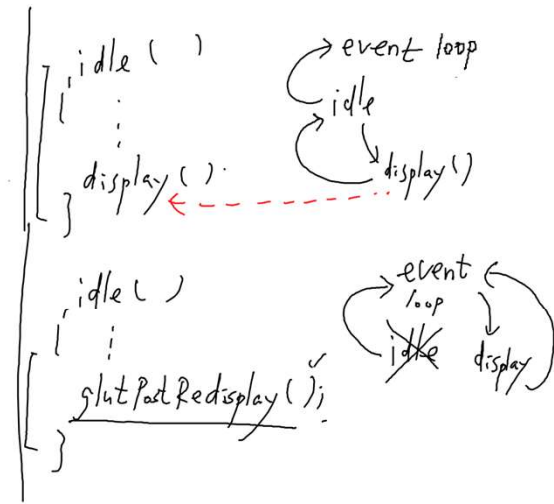 idle ( )
{
display ( )
}
event loop
idle
display ( )
idle ( )
{
glutPostRedisplay ( );
}
event
loop
idle
display